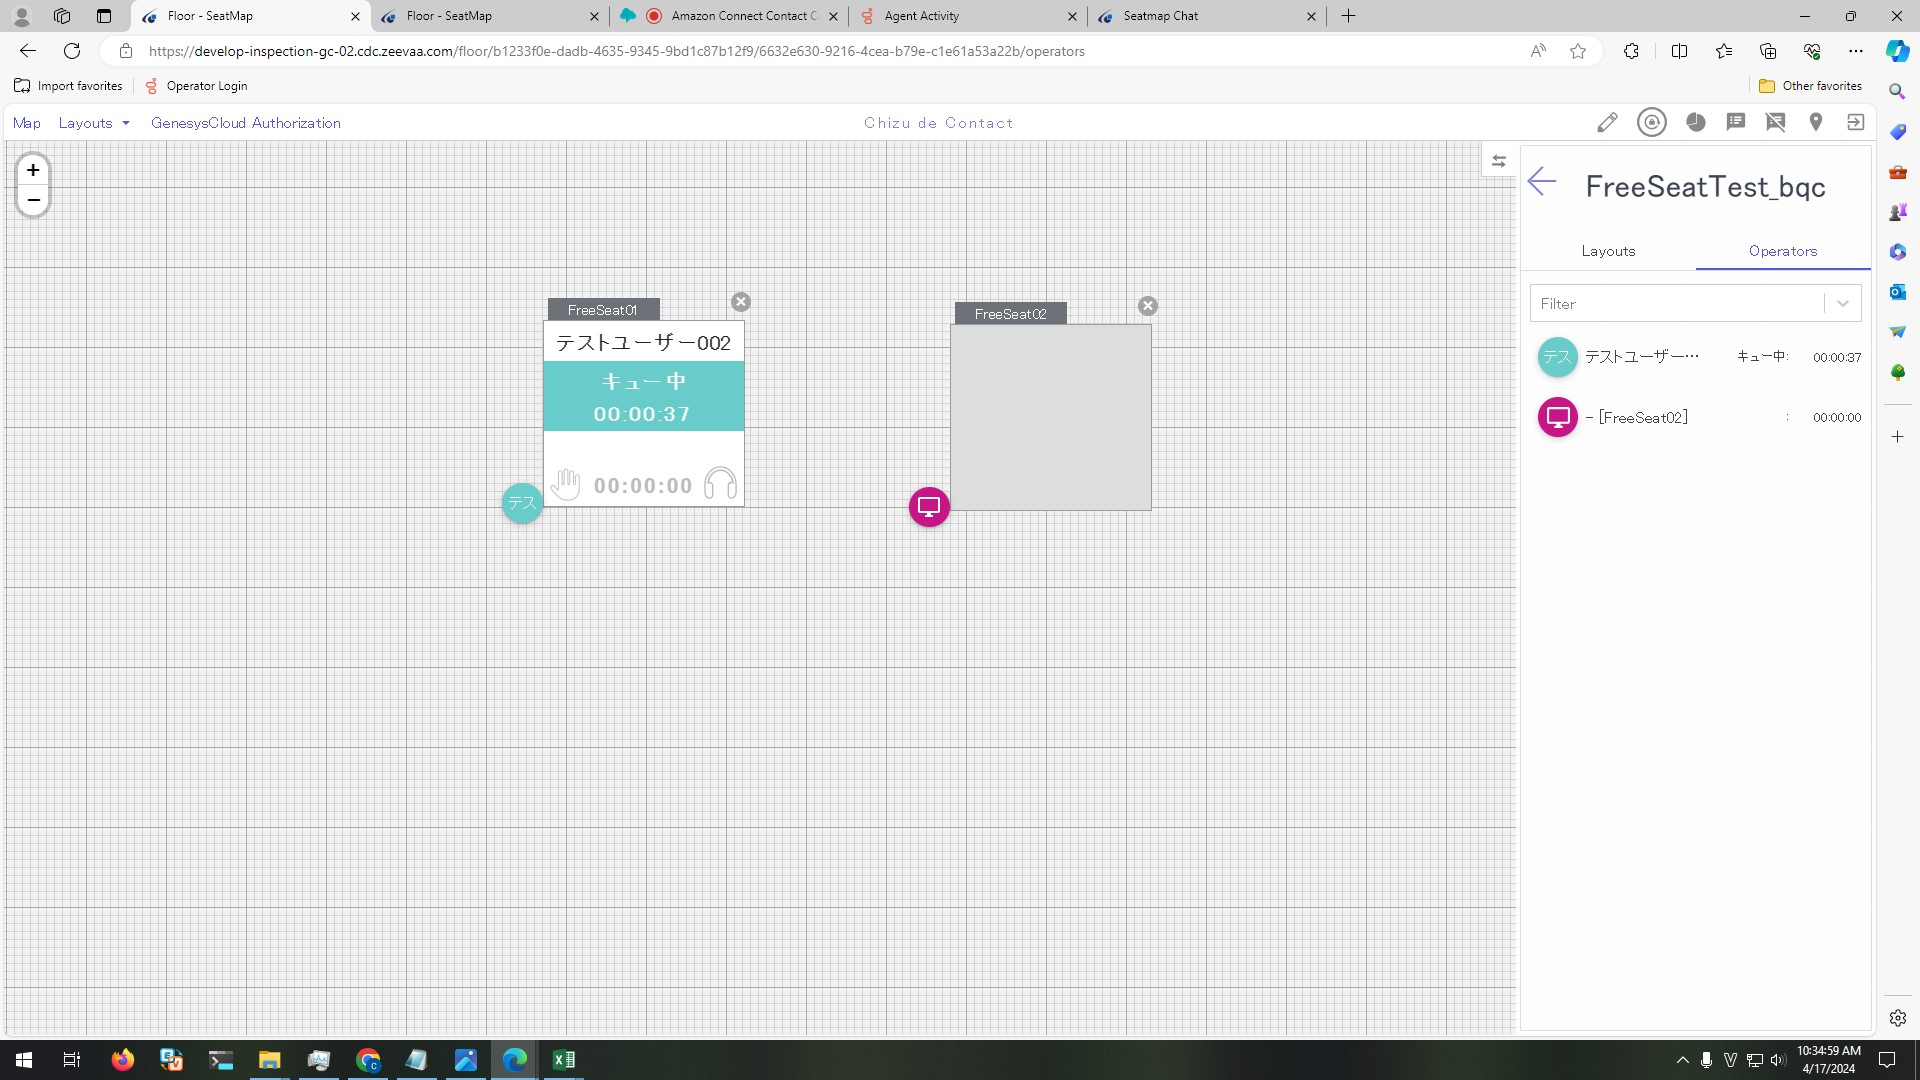 Floor - SeatMap
Floor - SeatMap
Amazon Connect Contact C
Agent Activity
Seatmap Chat
https://develop-inspection-gc-02.cdc.zeevaa.com/floor/b1233f0e-dadb-4635-9345-9bd1c87b12f9/6632e630-9216-4cea-b79e-c1e61a53a22b/operators
Import favorites
Operator Login
Other favorites
Map
Layouts
GenesysCloud Authorization
Chizu de Contact
+
−
FreeSeatTest_bqc
Layouts
Operators
Filter
テス
テストユーザー…
キュー中:
00:00:37
- [FreeSeat02]
:
00:00:00
FreeSeat01
テストユーザー002
キュー中
00:00:37
00:00:00
テス
FreeSeat02
10:34:59 AM
4/17/2024